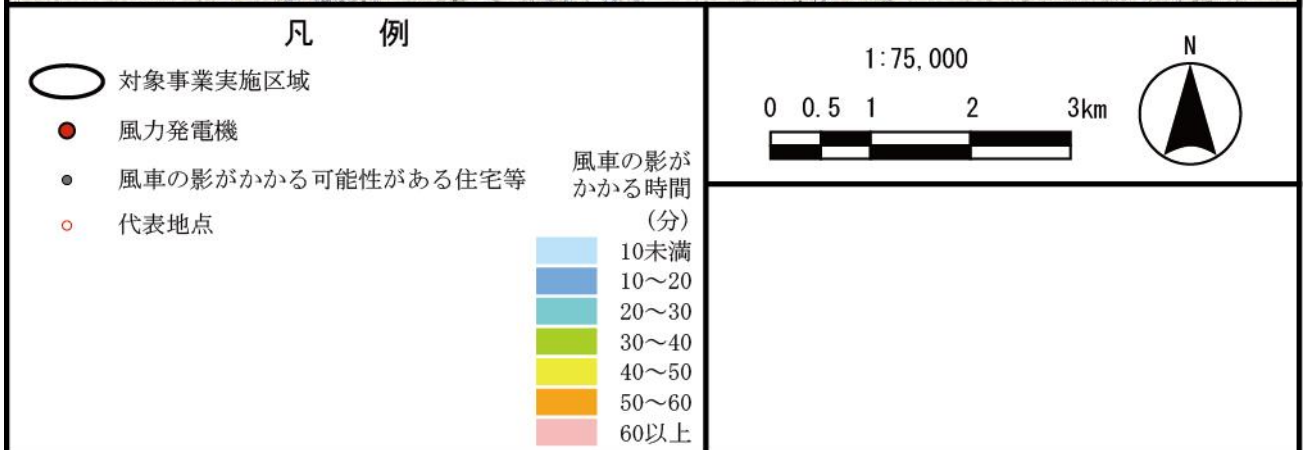 凡 例
対象事業実施区域
風力発電機
風車の影がかかる可能性がある住宅等
代表地点
風車の影が
かかる時間
(分)
10未満
10～20
20～30
30～40
40～50
50～60
60以上
1:75,000
0 0.5 1 2 3km
N